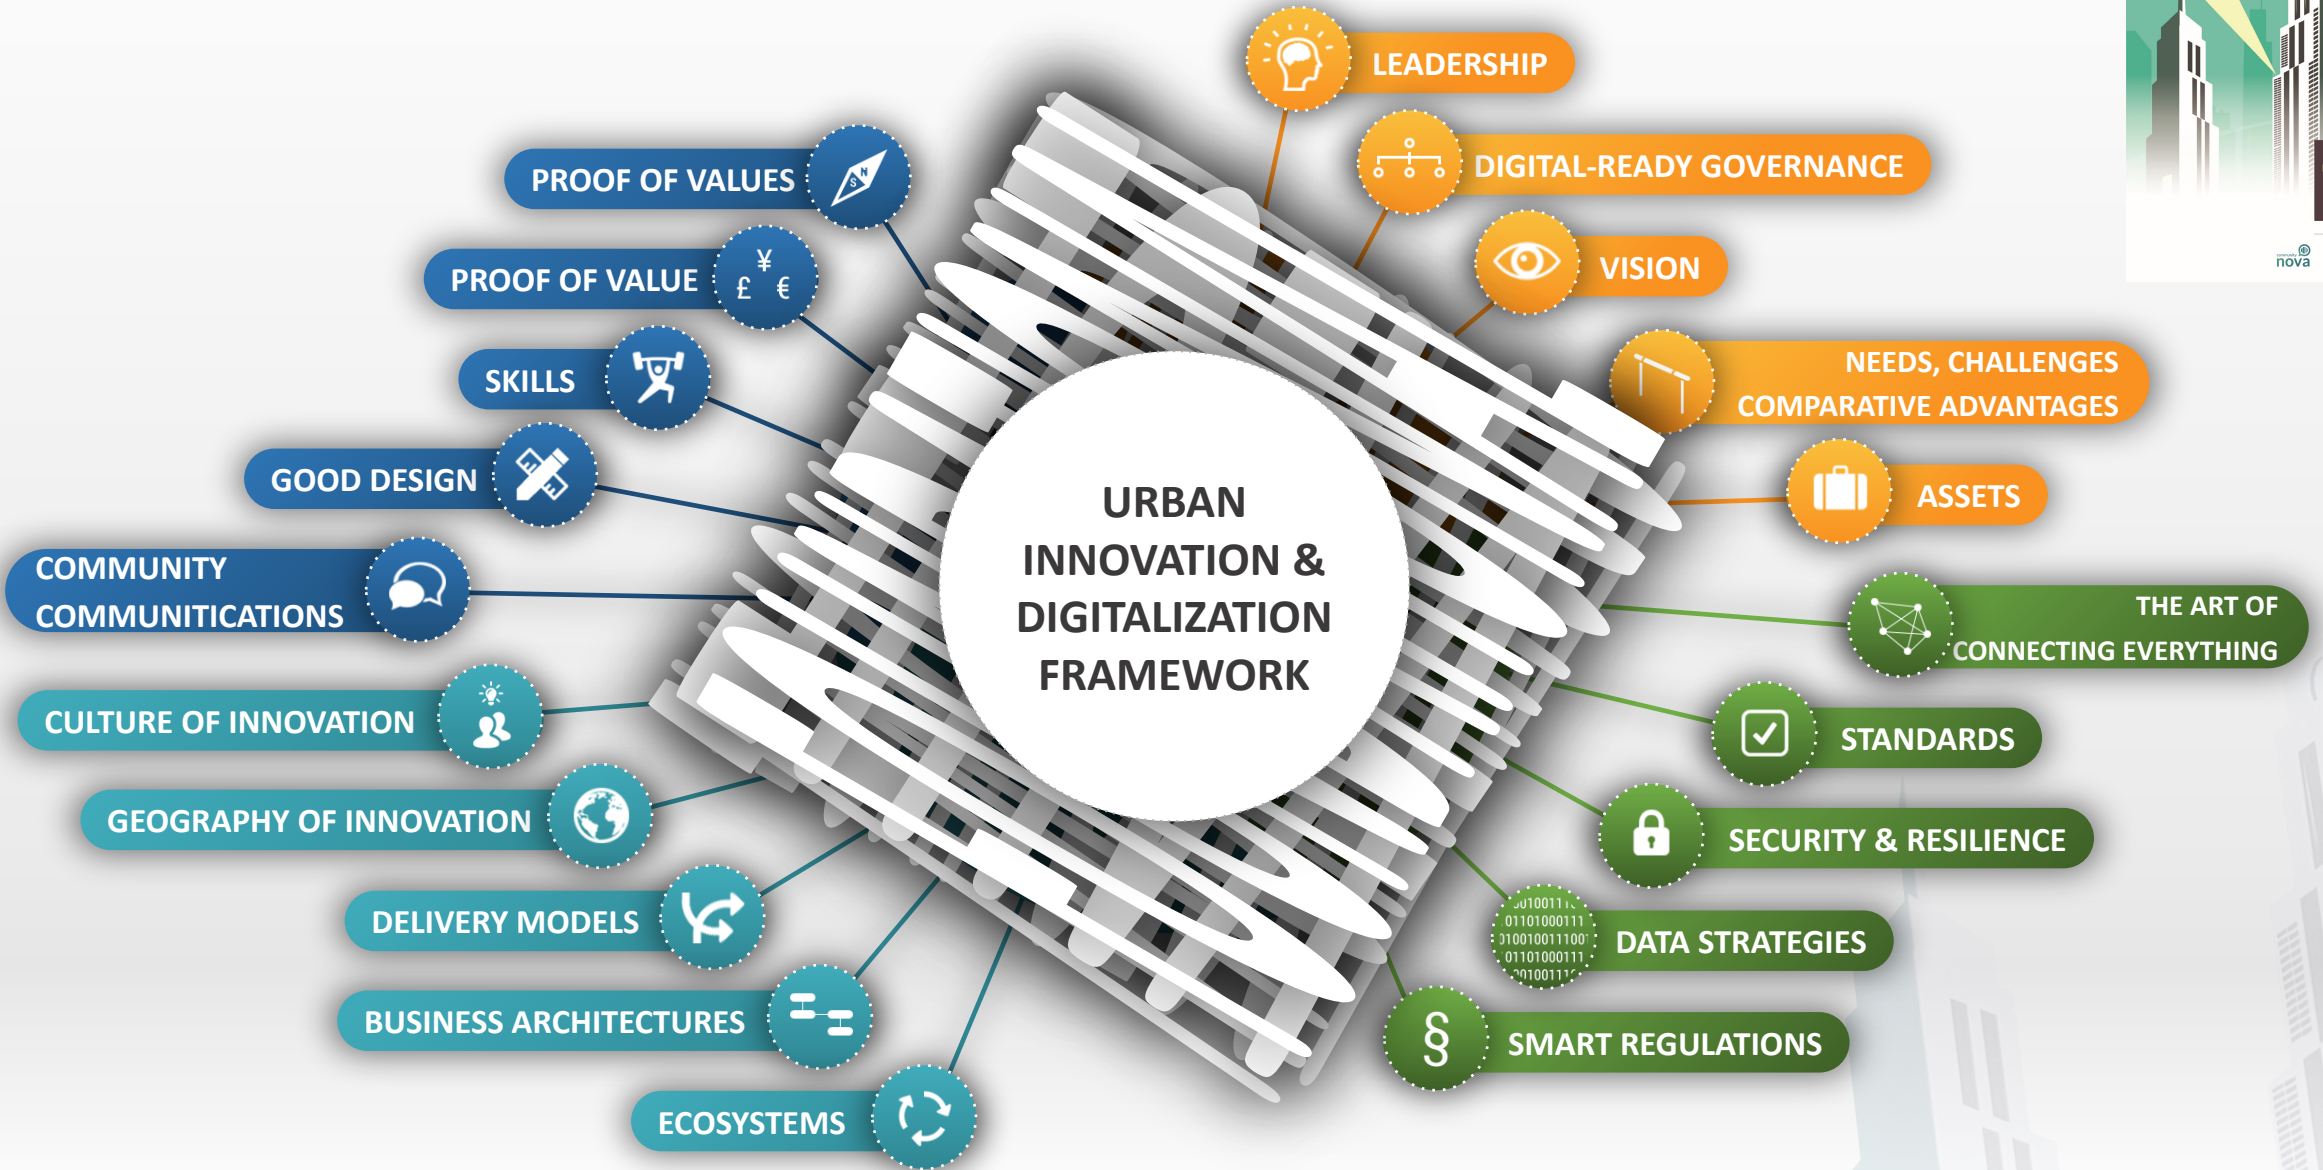 LEADERSHIP
DIGITAL-READY GOVERNANCE
VISION
NEEDS, CHALLENGES
COMPARATIVE ADVANTAGES
ASSETS
THE ART OF
CONNECTING EVERYTHING
STANDARDS
SECURITY & RESILIENCE
DATA STRATEGIES
01101000111
01101000111
SMART REGULATIONS
§
PROOF OF VALUES
N
S
PROOF OF VALUE
¥
£ €
SKILLS
GOOD DESIGN
COMMUNITY
COMMUNITICATIONS
CULTURE OF INNOVATION
GEOGRAPHY OF INNOVATION
DELIVERY MODELS
BUSINESS ARCHITECTURES
ECOSYSTEMS
URBAN
INNOVATION &
DIGITALIZATION
FRAMEWORK
nova